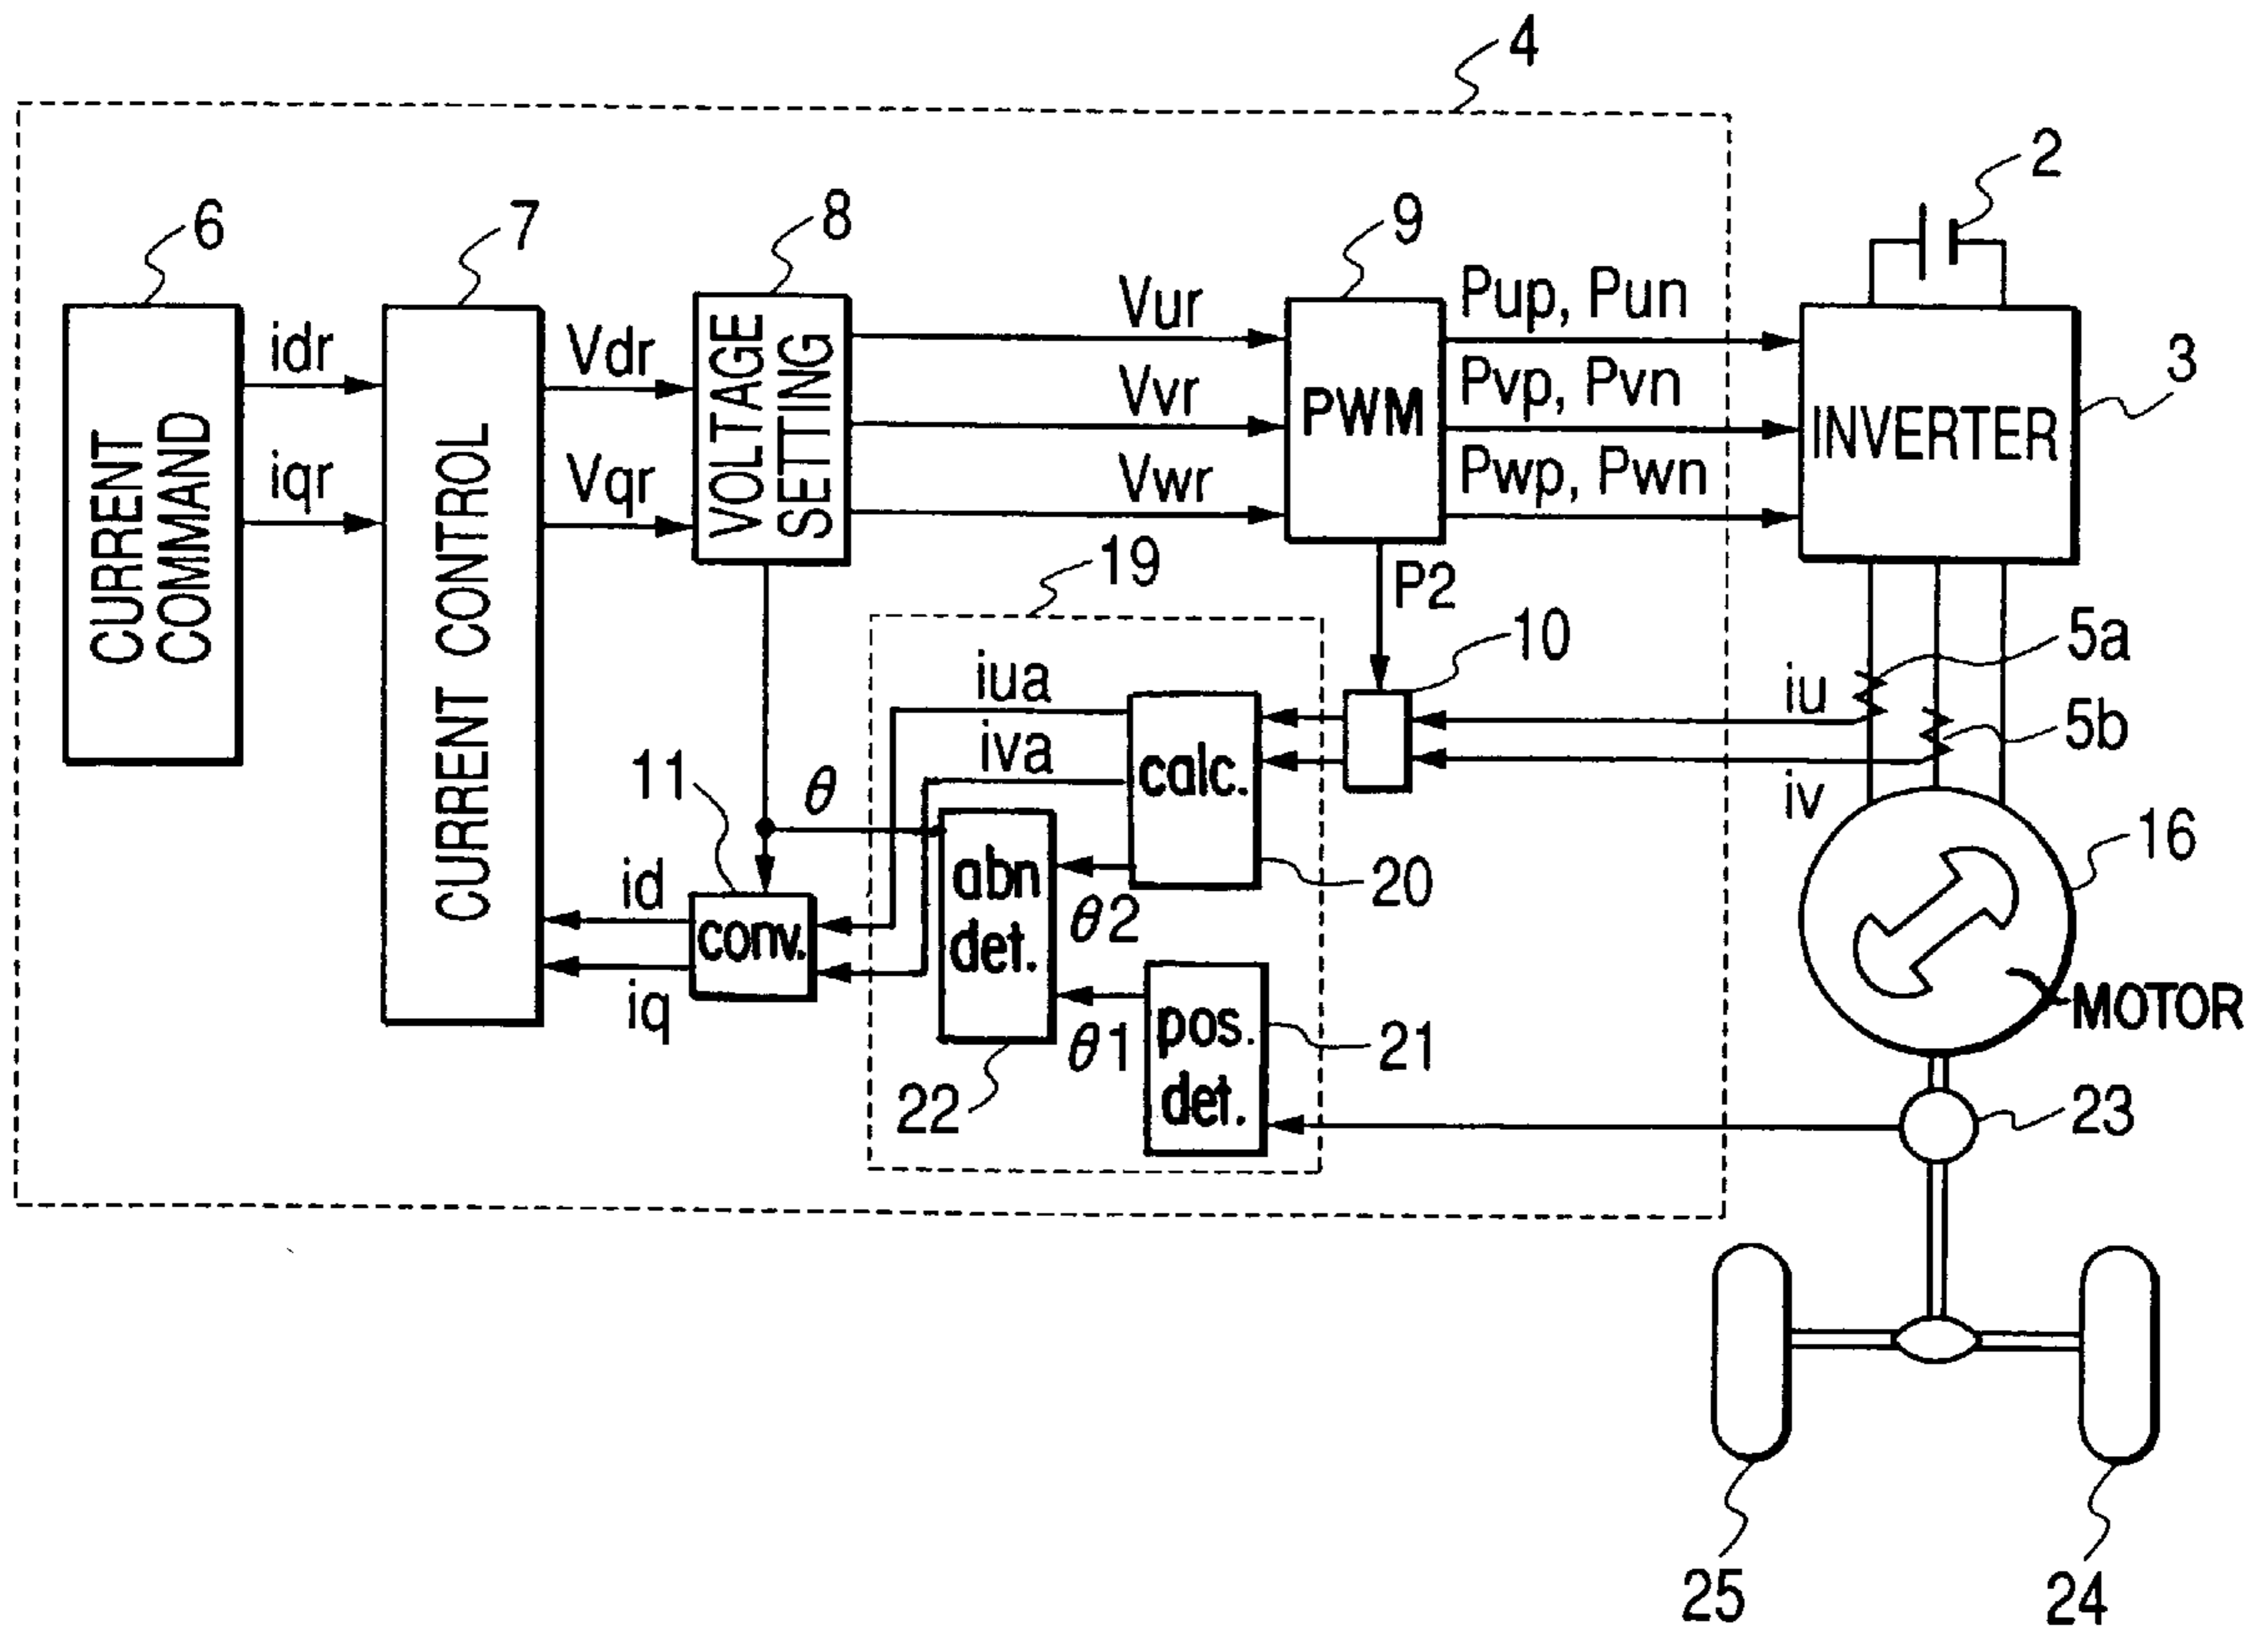 4
2
6
7
8
9
3
CURRENT
COMMAND
idr
iqr
CURRENT CONTROL
Vdr
Vqr
VOLTAGE
SETTING
Vur
Vvr
Vwr
PWM
Pup, Pun
Pvp, Pvn
Pwp, Pwn
INVERTER
19
P2
10
5a
5b
iu
iv
iua
iva
calc.
20
11
θ
id
iq
conv.
abn
det.
θ2
θ1
22
pos.
det.
21
16
MOTOR
23
25
24